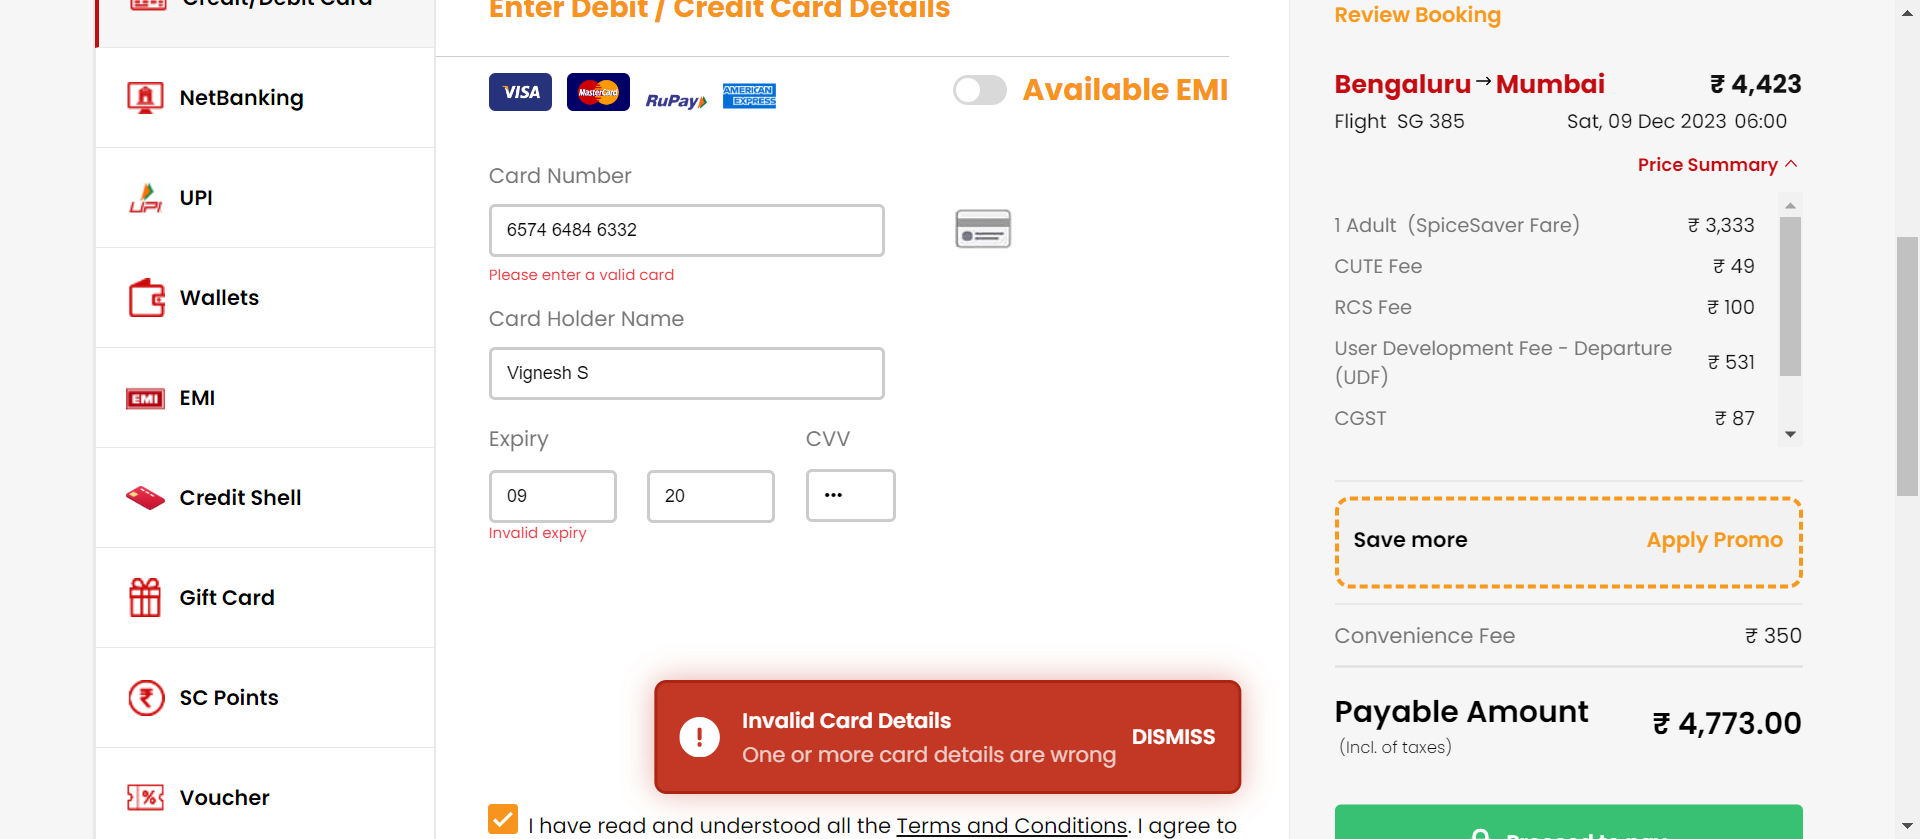 Credit/Debit Card
NetBanking
UPI
UPI
Wallets
EMI
EMI
Credit Shell
Gift Card
SC Points
Voucher
Enter Debit / Credit Card Details
VISA
MasterCard
RuPay
AMERICAN
EXPRESS
Available EMI
Card Number
6574 6484 6332
Please enter a valid card
Card Holder Name
Vignesh S
Expiry
CVV
09
20
•••
Invalid expiry
Invalid Card Details
One or more card details are wrong
DISMISS
I have read and understood all the Terms and Conditions. I agree to
Review Booking
Bengaluru→Mumbai ₹ 4,423
Flight SG 385 Sat, 09 Dec 2023 06:00
Price Summary
1 Adult (SpiceSaver Fare) ₹ 3,333
CUTE Fee ₹ 49
RCS Fee ₹ 100
User Development Fee - Departure
(UDF) ₹ 531
CGST ₹ 87
Save more Apply Promo
Convenience Fee ₹ 350
Payable Amount ₹ 4,773.00
(Incl. of taxes)
Proceed to pay